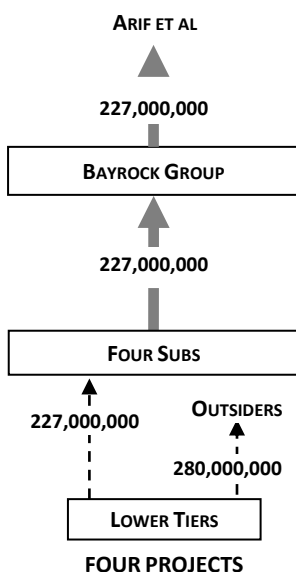 ARIF ET AL
227,000,000
BAYROCK GROUP
227,000,000
FOUR SUBS
OUTSIDERS
227,000,000
280,000,000
LOWER TIERS
FOUR PROJECTS